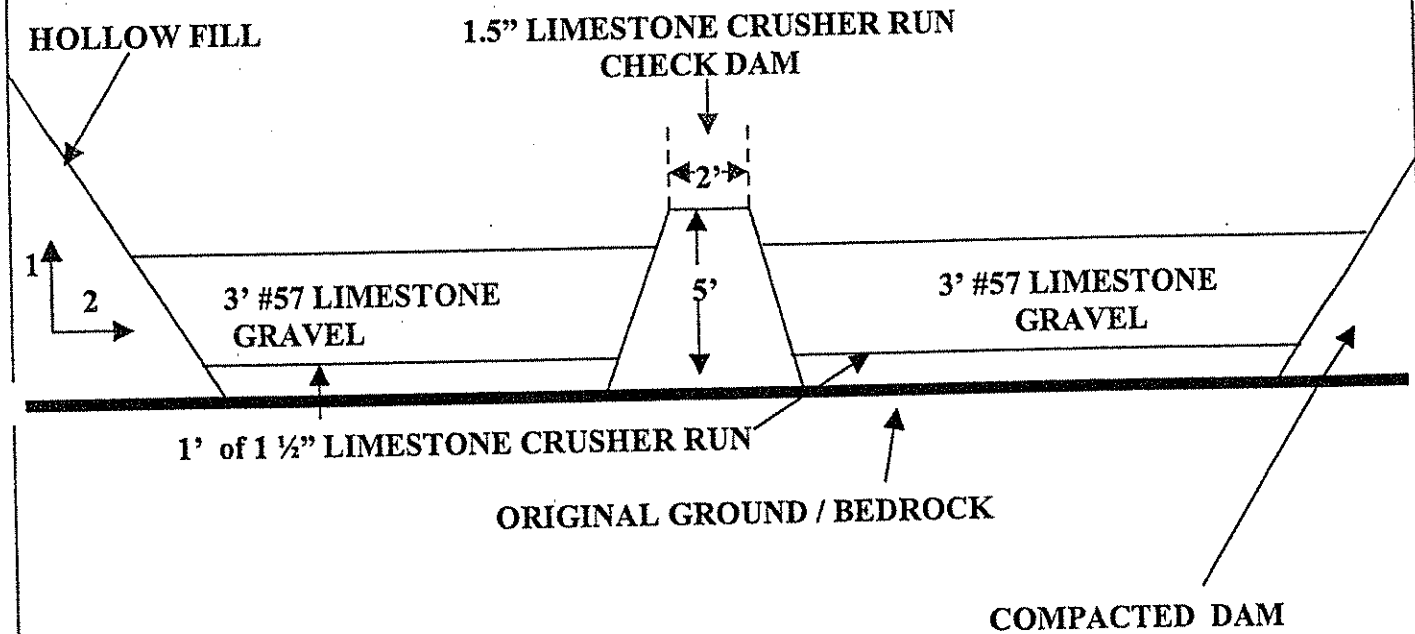 HOLLOW FILL
1.5” LIMESTONE CRUSHER RUN
CHECK DAM
2’
1
2
3’ #57 LIMESTONE
GRAVEL
5’
3’ #57 LIMESTONE
GRAVEL
1’ of 1 ½” LIMESTONE CRUSHER RUN
ORIGINAL GROUND / BEDROCK
COMPACTED DAM